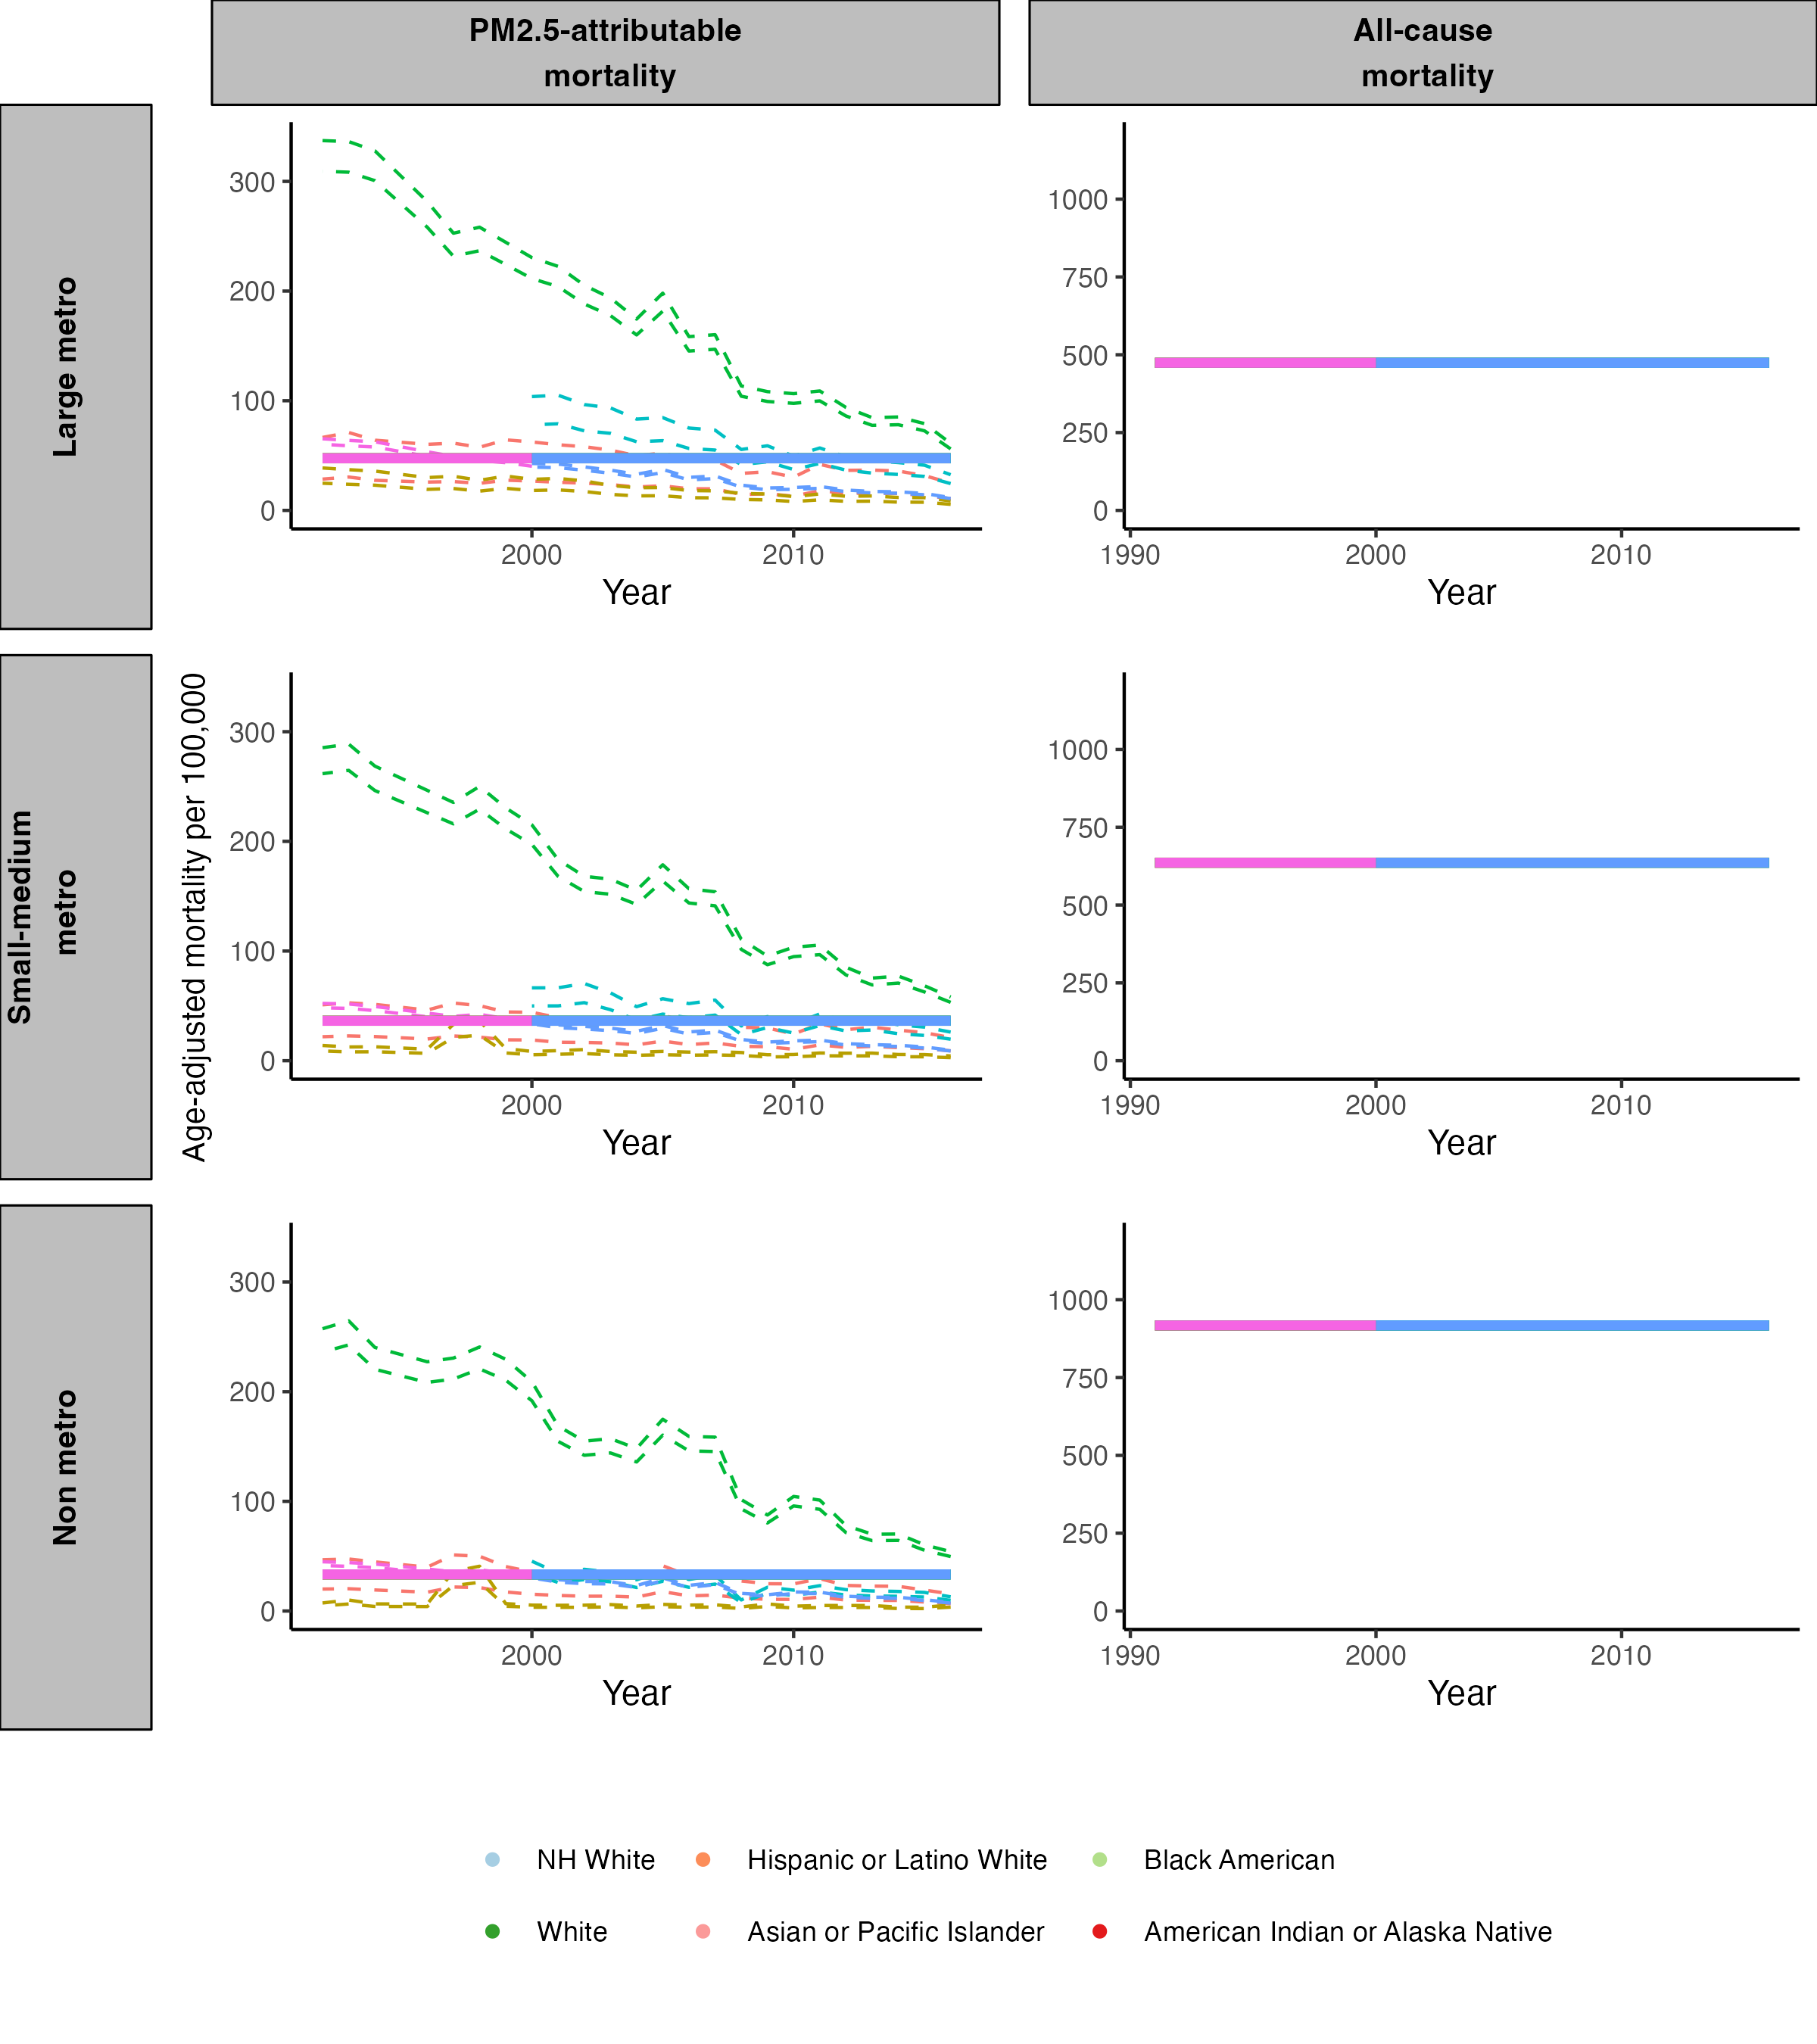 PM2.5-attributable
mortality
All-cause
mortality
Large metro
300
200
100
0
2000
2010
Year
1000
750
500
250
0
1990
2000
2010
Year
Small-medium
metro
Age-adjusted mortality per 100,000
300
200
100
0
2000
2010
Year
1000
750
500
250
0
1990
2000
2010
Year
Non metro
300
200
100
0
2000
2010
Year
1000
750
500
250
0
1990
2000
2010
Year
NH White
Hispanic or Latino White
Black American
White
Asian or Pacific Islander
American Indian or Alaska Native